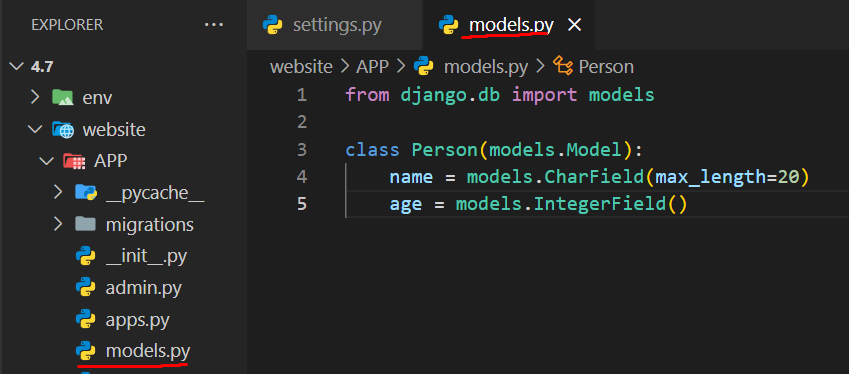 EXPLORER ...
4.7
env
website
APP
__pycache__
migrations
__init__.py
admin.py
apps.py
models.py
settings.py models.py
website > APP > models.py > Person
1 from django.db import models
2
3 class Person(models.Model):
4 name = models.CharField(max_length=20)
5 age = models.IntegerField()